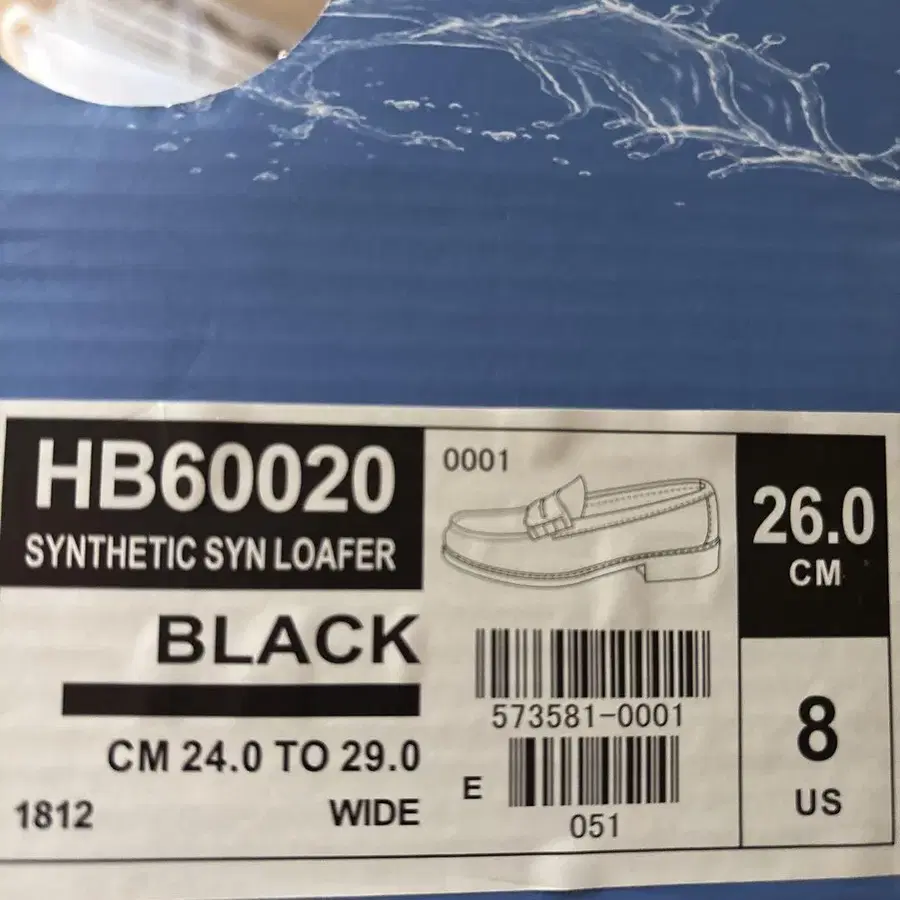 HB60020
SYNTHETIC SYN LOAFER
BLACK
CM 24.0 TO 29.0
1812
WIDE
0001
573581-0001
E
051
26.0
CM
8
US